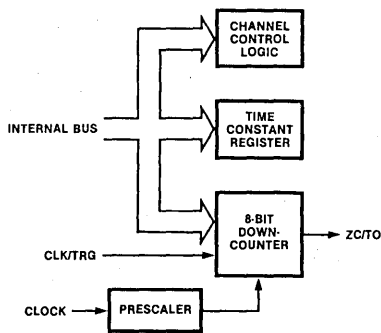 CHANNEL
CONTROL
LOGIC
TIME
CONSTANT
REGISTER
INTERNAL BUS
8-BIT
DOWN-
COUNTER
ZC/TO
CLK/TRG
CLOCK
PRESCALER